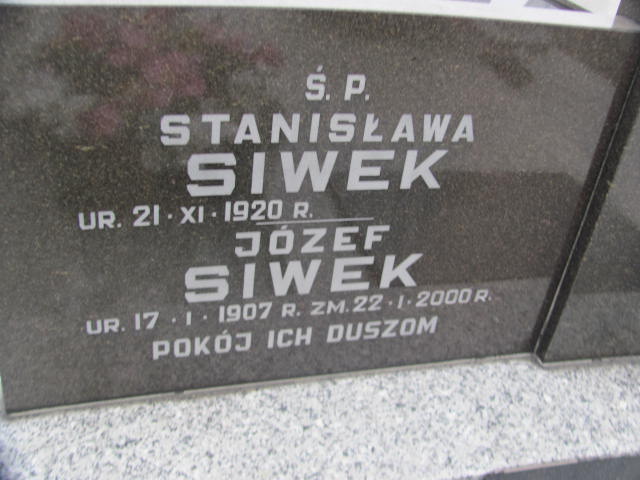 Ś. P.
STANISŁAWA
SIWEK
UR. 21 · XI · 1920 R.
JÓZEF
SIWEK
UR. 17 · I · 1907 R. ZM. 22 · I · 2000 R.
POKÓJ ICH DUSZOM